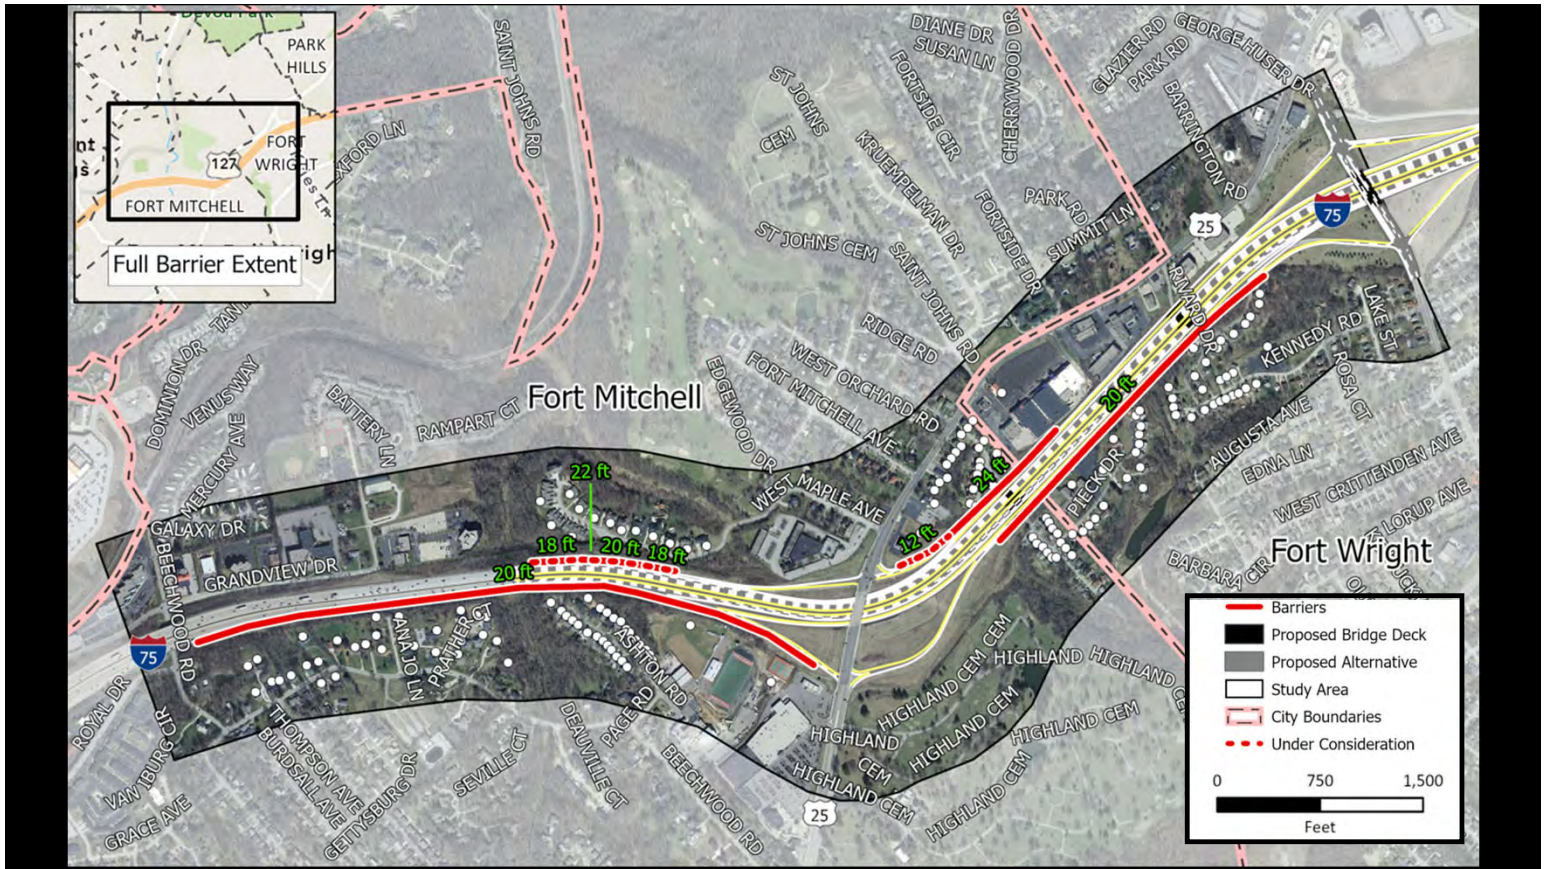 PARK
HILLS
FORT
WRIGHT
127
FORT MITCHELL
Full Barrier Extent
SAINT JOHNS RD
DIANE DR
SUSAN LN
FORTSIDE CIR
CHERRYWOOD DR
GLAZIER RD
PARK RD
GEORGE HUSER DR
BARRINGTON RD
ST JOHNS
CEM
KRUEMPELMAN DR
FORTSIDE DR
PARK RD
SUMMIT LN
ST JOHNS CEM
SAINT JOHNS RD
25
75
RIVARD DR
LAKE ST
KENNEDY RD
ROSA CT
RIDGE RD
WEST ORCHARD RD
FORT MITCHELL AVE
EDGEWOOD DR
DOMINION DR
VENUS WAY
MERCURY AVE
BATTERY LN
RAMPART CT
Fort Mitchell
20 ft
AUGUSTA AVE
EDNA LN
WEST CRITTENDEN AVE
LORUP AVE
WEST MAPLE AVE
22 ft
24 ft
PIECK DR
GALAXY DR
BEECHWOOD RD
GRANDVIEW DR
18 ft
20 ft
18 ft
12 ft
20 ft
Fort Wright
BARBARA CIR
75
ANA JO LN
PRATHER CT
ASHTON RD
PAGE RD
ROYAL DR
VAN BURG CIR
GRACE AVE
THOMPSON AVE
BURDSALL AVE
GETTYSBURG DR
SEVILLE CT
DEAUVILLE CT
BEECHWOOD RD
HIGHLAND
CEM
HIGHLAND CEM
HIGHLAND CEM
HIGHLAND CEM
HIGHLAND
HIGHLAND CEM
HIGHLAND CEM
HIGHLAND CEM
25
Barriers
Proposed Bridge Deck
Proposed Alternative
Study Area
City Boundaries
Under Consideration
0 750 1,500
Feet